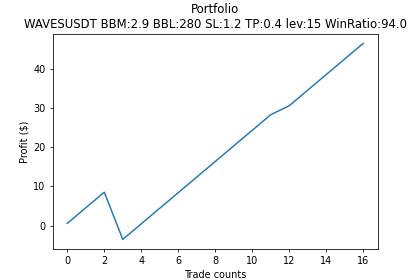 Portfolio
WAVESUSDT BBM:2.9 BBL:280 SL:1.2 TP:0.4 lev:15 WinRatio:94.0
40
30
20
10
0
Profit ($)
0 2 4 6 8 10 12 14 16
Trade counts